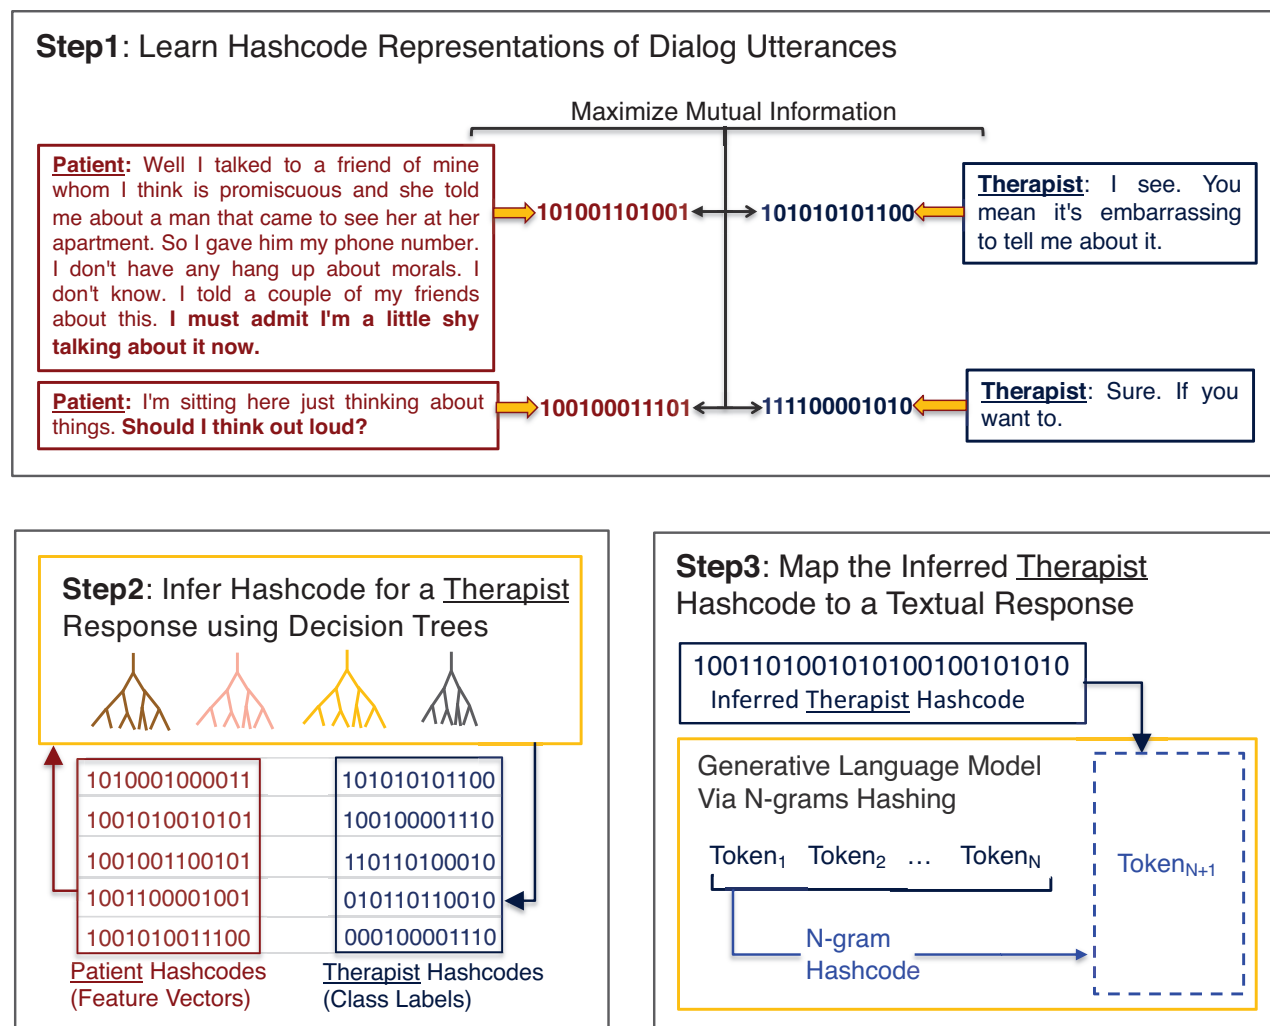 Step1: Learn Hashcode Representations of Dialog Utterances
Maximize Mutual Information
Patient: Well I talked to a friend of mine
whom I think is promiscuous and she told
me about a man that came to see her at her
apartment. So I gave him my phone number.
I don't have any hang up about morals. I
don't know. I told a couple of my friends
about this. I must admit I'm a little shy
talking about it now.
101001101001
101010101100
Therapist: I see. You
mean it's embarrassing
to tell me about it.
Patient: I'm sitting here just thinking about
things. Should I think out loud?
100100011101
111100001010
Therapist: Sure. If you
want to.
Step2: Infer Hashcode for a Therapist
Response using Decision Trees
1010001000011
1001010010101
1001001100101
1001100001001
1001010011100
Patient Hashcodes
(Feature Vectors)
101010101100
100100001110
110110100010
010110110010
000100001110
Therapist Hashcodes
(Class Labels)
Step3: Map the Inferred Therapist
Hashcode to a Textual Response
1001101001010100100101010
Inferred Therapist Hashcode
Generative Language Model
Via N-grams Hashing
Token1 Token2 … TokenN
TokenN+1
N-gram
Hashcode